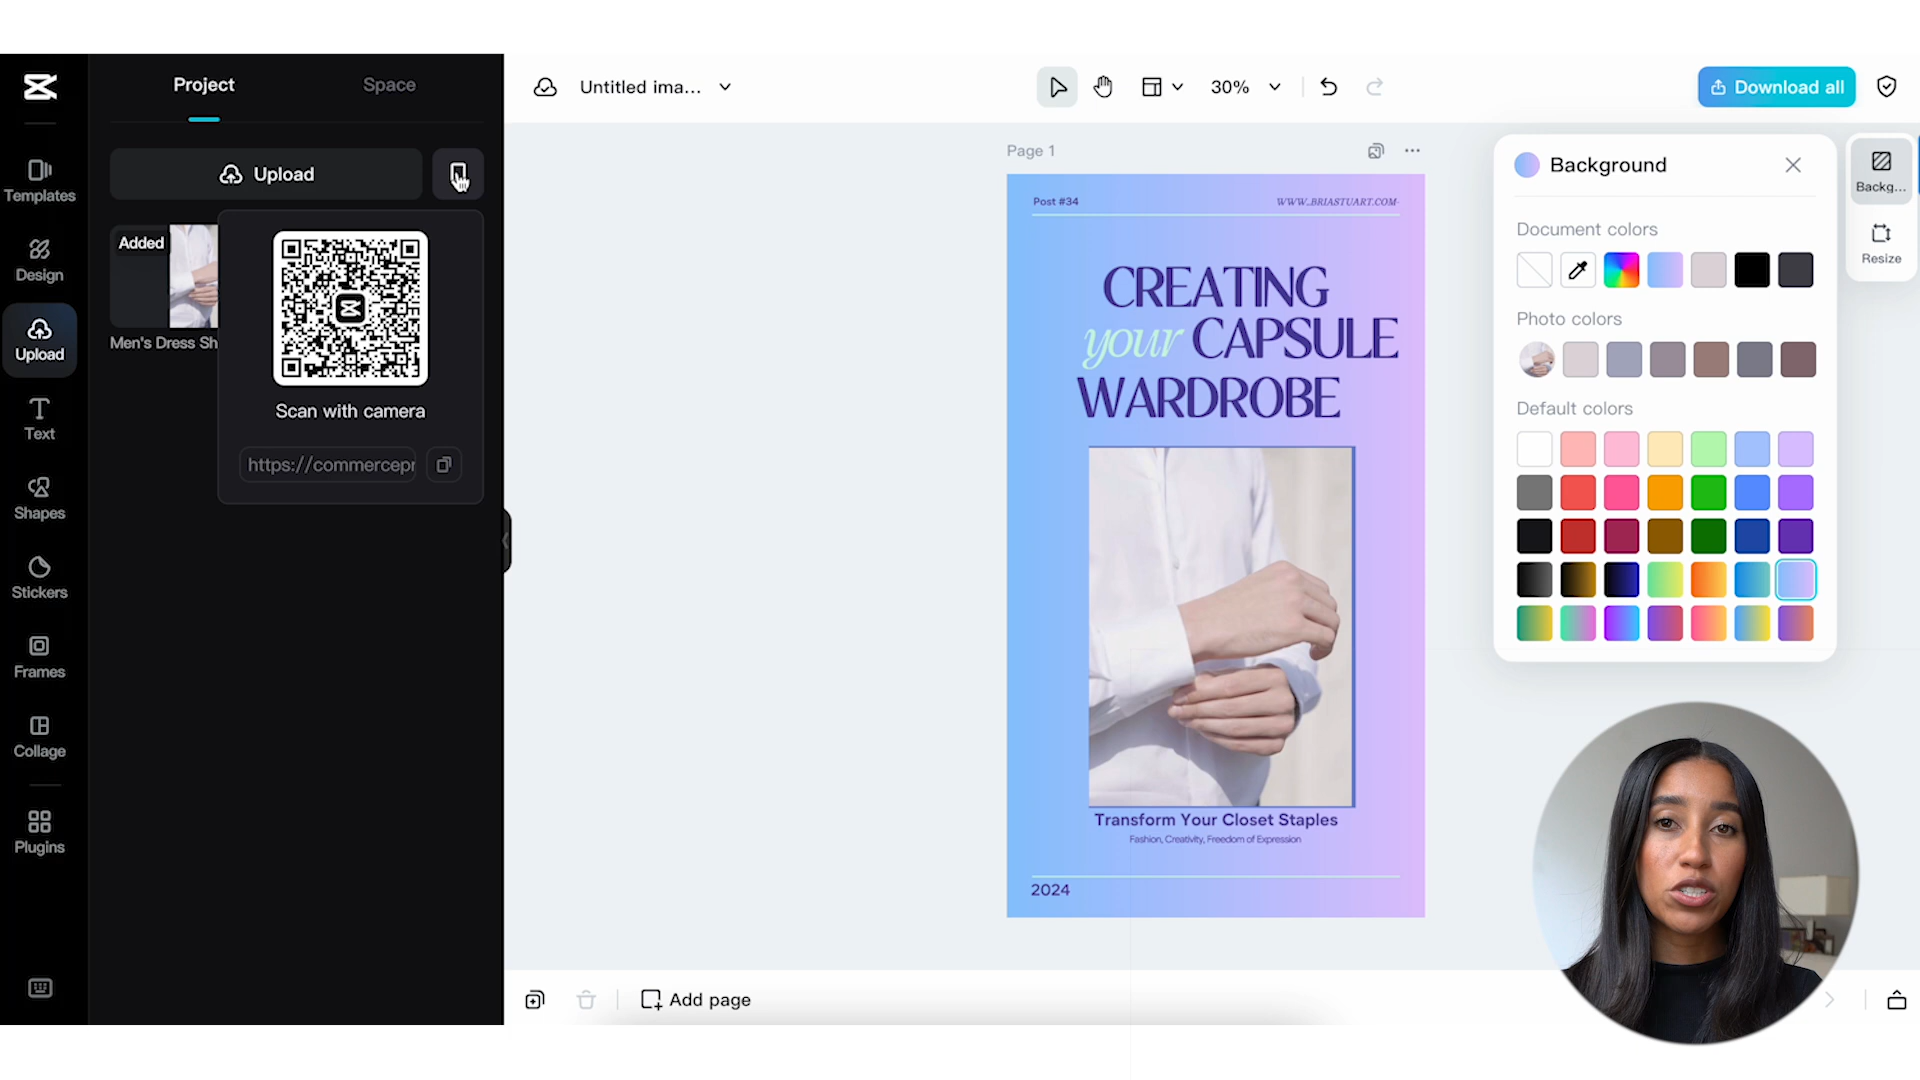 Project
Space
Untitled ima...
30%
Download all
Upload
Templates
Added
Men's Dress Sh
Design
Upload
Scan with camera
https://commercepr
Text
Shapes
Stickers
Frames
Collage
Plugins
Page 1
Post #34
WWW.BRIASTUART.COM
CREATING
your CAPSULE
WARDROBE
Transform Your Closet Staples
Fashion, Creativity, Freedom of Expression
2024
Background
Document colors
Photo colors
Default colors
Backg...
Resize
Add page